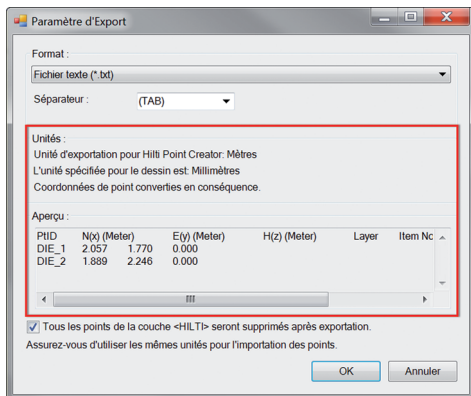 Paramètre d'Export
Format :
Fichier texte (*.txt)
Séparateur :
(TAB)
Unités :
Unité d'exportation pour Hilti Point Creator: Mètres
L'unité spécifiée pour le dessin est: Millimètres
Coordonnées de point converties en conséquence.
Aperçu :
PtID N(x) (Meter) E(y) (Meter) H(z) (Meter) Layer Item No
DIE_1 2.057 1.770 0.000
DIE_2 1.889 2.246 0.000
Tous les points de la couche <HILTI> seront supprimés après exportation.
Assurez-vous d'utiliser les mêmes unités pour l'importation des points.
OK Annuler